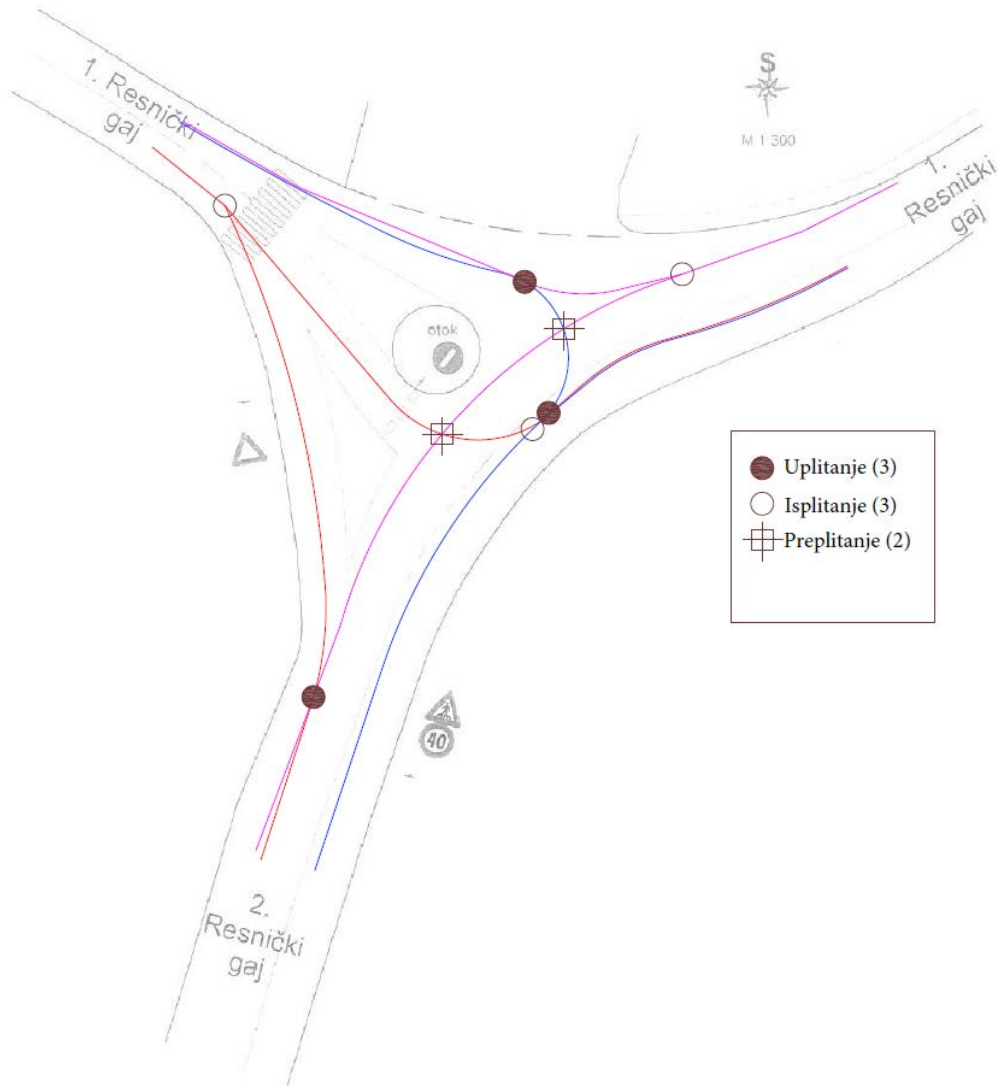 1. Resnički
gaj
S
M 1:300
1.
Resnički
gaj
otok
Uplitanje (3)
Isplitanje (3)
Preplitanje (2)
40
2.
Resnički
gaj